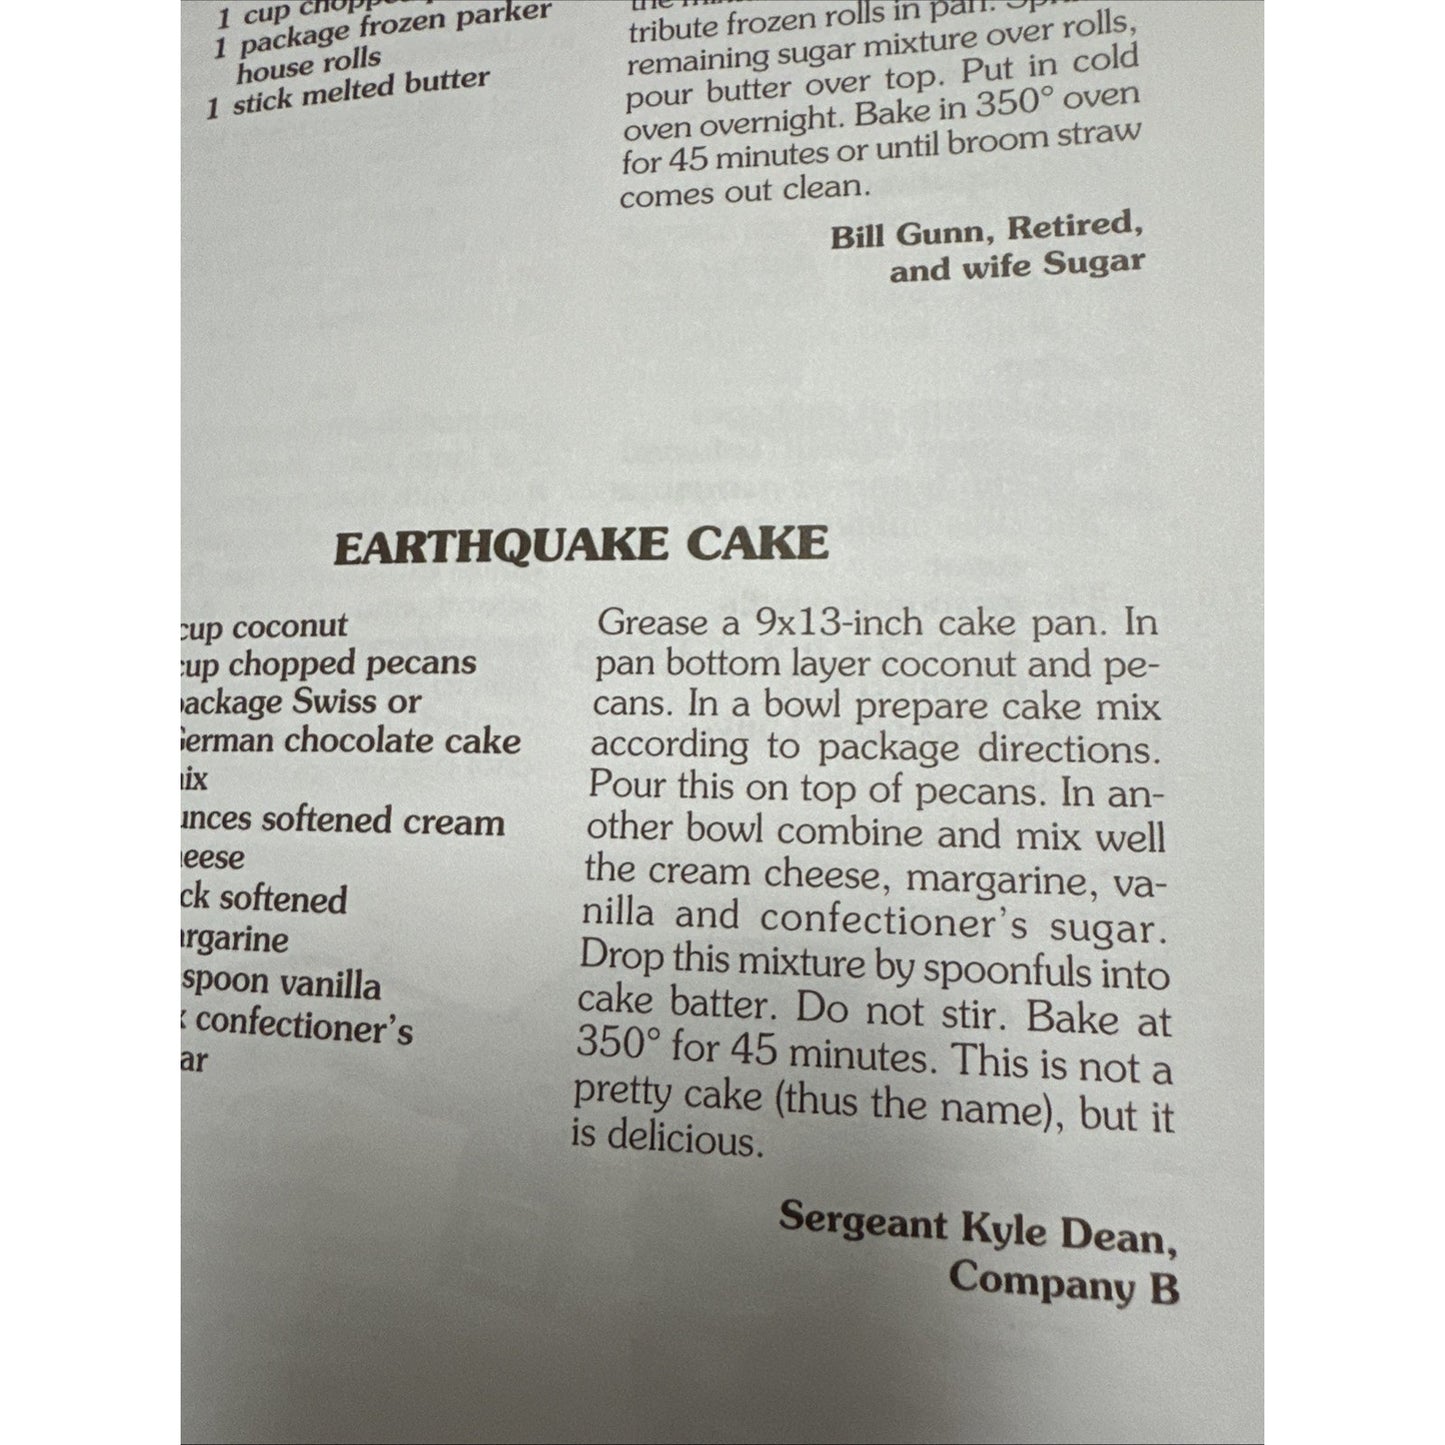 1 cup
1 package frozen parker
house rolls
1 stick melted butter
tribute frozen rolls in pan.
remaining sugar mixture over rolls,
pour butter over top. Put in cold
oven overnight. Bake in 350° oven
for 45 minutes or until broom straw
comes out clean.
Bill Gunn, Retired,
and wife Sugar
EARTHQUAKE CAKE
cup coconut
cup chopped pecans
package Swiss or
German chocolate cake
ix
unces softened cream
eese
ck softened
argarine
spoon vanilla
confectioner's
ar
Grease a 9x13-inch cake pan. In
pan bottom layer coconut and pe-
cans. In a bowl prepare cake mix
according to package directions.
Pour this on top of pecans. In an-
other bowl combine and mix well
the cream cheese, margarine, va-
nilla and confectioner's sugar.
Drop this mixture by spoonfuls into
cake batter. Do not stir. Bake at
350° for 45 minutes. This is not a
pretty cake (thus the name), but it
is delicious.
Sergeant Kyle Dean,
Company B